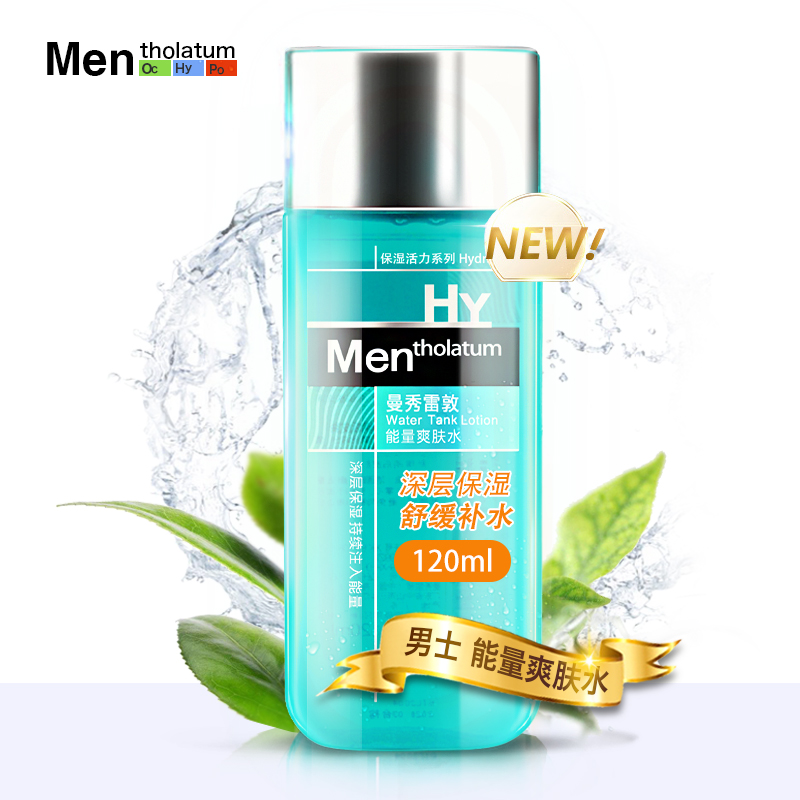 Mentholatum
Oc Hy Po
NEW!
保湿活力系列 Hydr
HY
Mentholatum
曼秀雷敦
Water Tank Lotion
能量爽肤水
深层保湿 持续注入能量
深层保湿
舒缓补水
120ml
男士 能量爽肤水